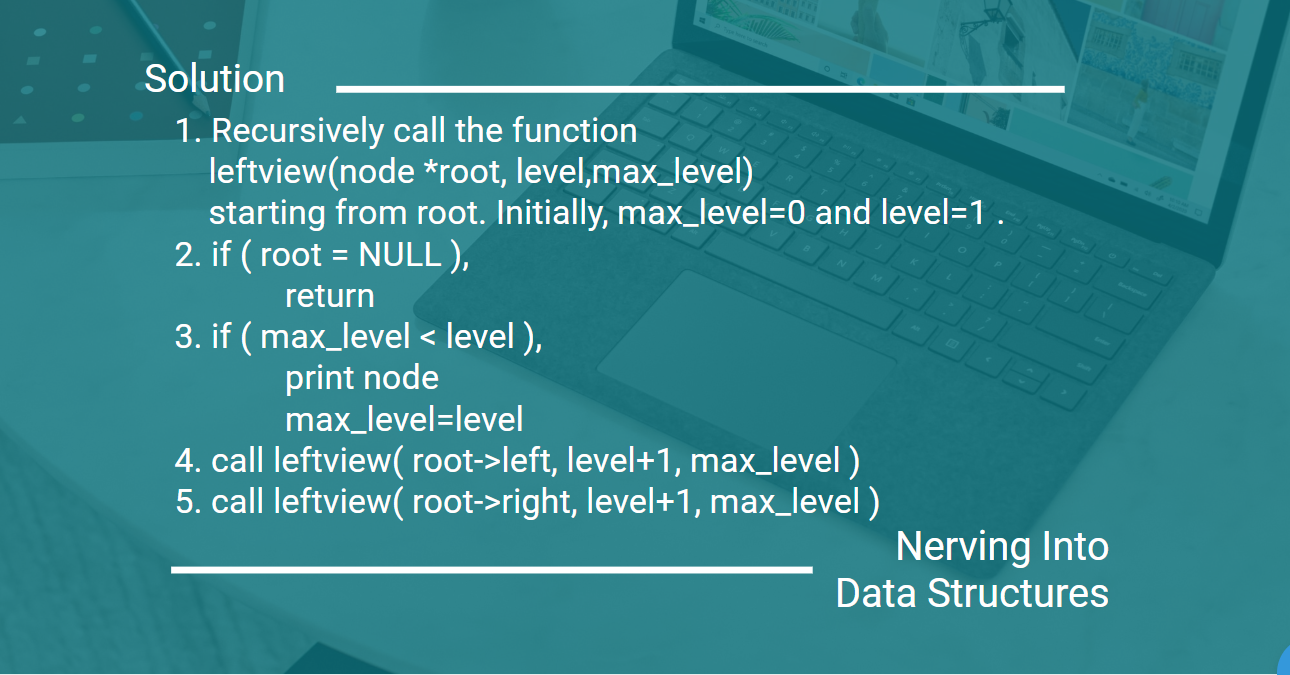 Solution
1. Recursively call the function
leftview(node *root, level,max_level)
starting from root. Initially, max_level=0 and level=1 .
2. if ( root = NULL ),
return
3. if ( max_level < level ),
print node
max_level=level
4. call leftview( root->left, level+1, max_level )
5. call leftview( root->right, level+1, max_level )
Nerving Into
Data Structures